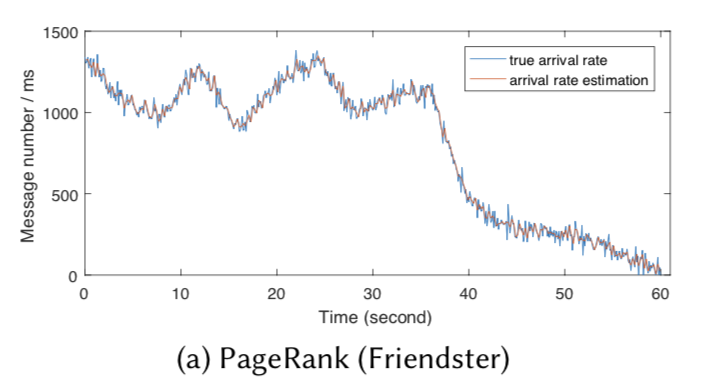 1500
1000
500
0
Message number / ms
true arrival rate
arrival rate estimation
0 10 20 30 40 50 60
Time (second)
(a) PageRank (Friendster)